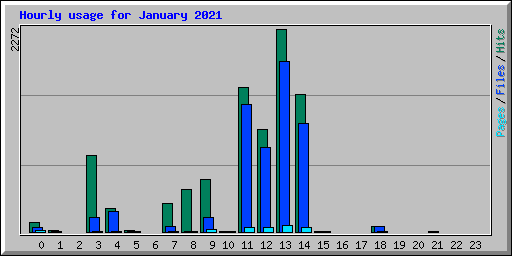 Hourly usage for January 2021
2272
Pages/Files/Hits
0 1 2 3 4 5 6 7 8 9 10 11 12 13 14 15 16 17 18 19 20 21 22 23